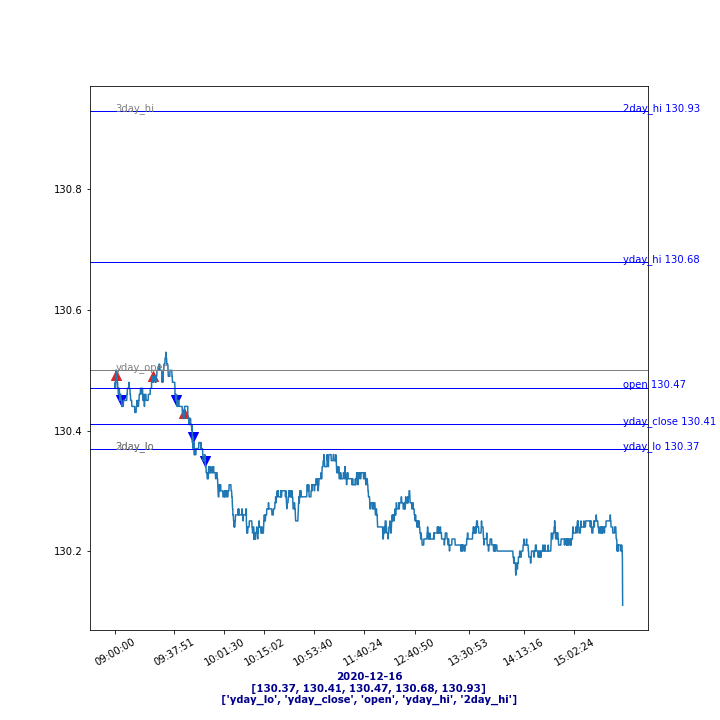 3day_hi
2day_hi 130.93
130.8
yday_hi 130.68
130.6
yday_ope
open 130.47
yday_close 130.41
130.4
yday_lo 130.37
130.2
09:00:00
09:37:51
10:01:30
10:15:02
10:53:40
11:40:24
12:40:50
13:30:53
14:13:16
15:02:24
2020-12-16
[130.37, 130.41, 130.47, 130.68, 130.93]
['yday_lo', 'yday_close', 'open', 'yday_hi', '2day_hi']